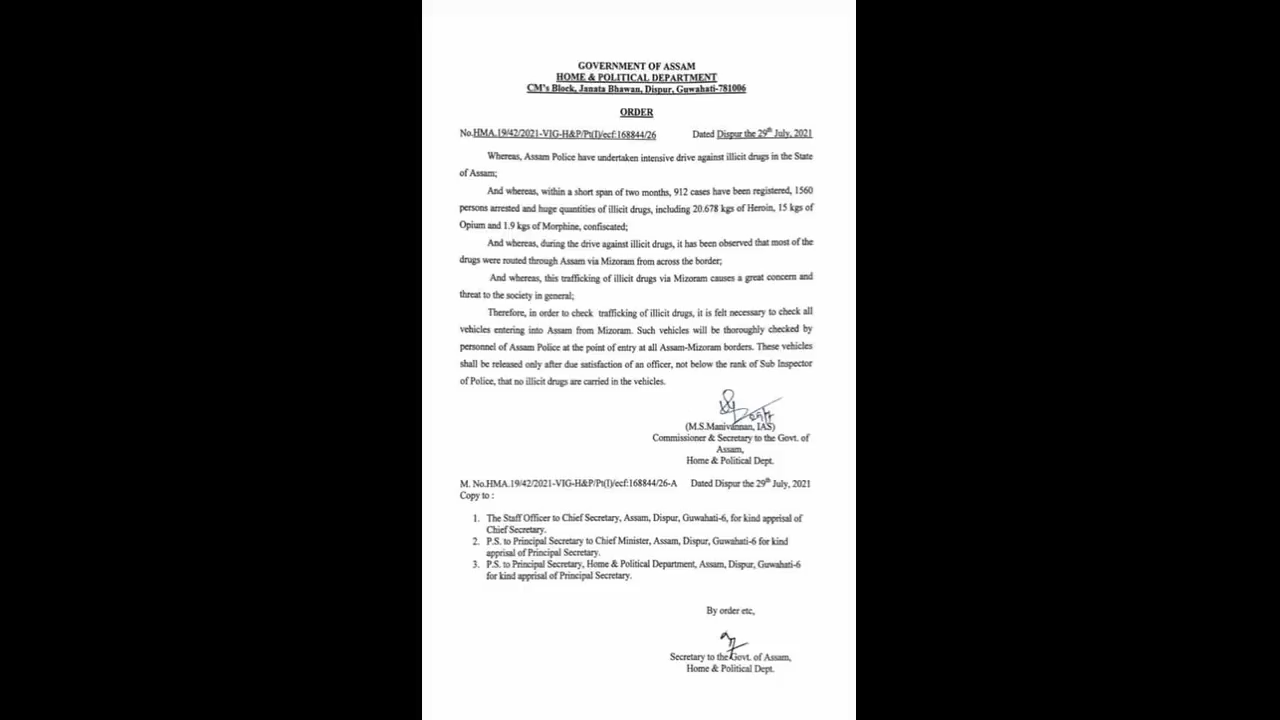 GOVERNMENT OF ASSAM
HOME & POLITICAL DEPARTMENT
CM's Block, Janata Bhawan, Dispur, Guwahati-781006
ORDER
No.HMA.19/42/2021-VIG-H&P/Pt(I)/ecf:168844/26 Dated Dispur the 29th July, 2021
Whereas, Assam Police have undertaken intensive drive against illicit drugs in the State
of Assam;
And whereas, within a short span of two months, 912 cases have been registered, 1560
persons arrested and huge quantities of illicit drugs, including 20.678 kgs of Heroin, 15 kgs of
Opium and 1.9 kgs of Morphine, confiscated;
And whereas, during the drive against illicit drugs, it has been observed that most of the
drugs were routed through Assam via Mizoram from across the border;
And whereas, this trafficking of illicit drugs via Mizoram causes a great concern and
threat to the society in general;
Therefore, in order to check trafficking of illicit drugs, it is felt necessary to check all
vehicles entering into Assam from Mizoram. Such vehicles will be thoroughly checked by
personnel of Assam Police at the point of entry at all Assam-Mizoram borders. These vehicles
shall be released only after due satisfaction of an officer, not below the rank of Sub Inspector
of Police, that no illicit drugs are carried in the vehicles.
(M.S.Manivannan, IAS)
Commissioner & Secretary to the Govt. of
Assam,
Home & Political Dept.
M. No.HMA.19/42/2021-VIG-H&P/Pt(I)/ecf:168844/26-A Dated Dispur the 29th July, 2021
Copy to :
1. The Staff Officer to Chief Secretary, Assam, Dispur, Guwahati-6, for kind apprisal of
Chief Secretary.
2. P.S. to Principal Secretary to Chief Minister, Assam, Dispur, Guwahati-6 for kind
apprisal of Principal Secretary.
3. P.S. to Principal Secretary, Home & Political Department, Assam, Dispur, Guwahati-6
for kind apprisal of Principal Secretary.
By order etc,
Secretary to the Govt. of Assam,
Home & Political Dept.